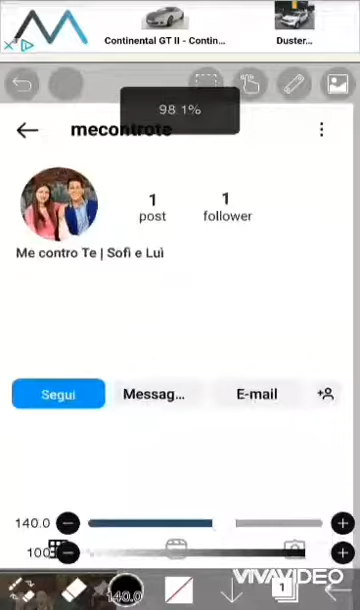 Continental GT II - Contin...
Duster...
98.1%
mecontrote
1
post
1
follower
Me contro Te | Sofì e Luì
Segui
Messag...
E-mail
140.0
100
140.0
1
VIVAVIDEO